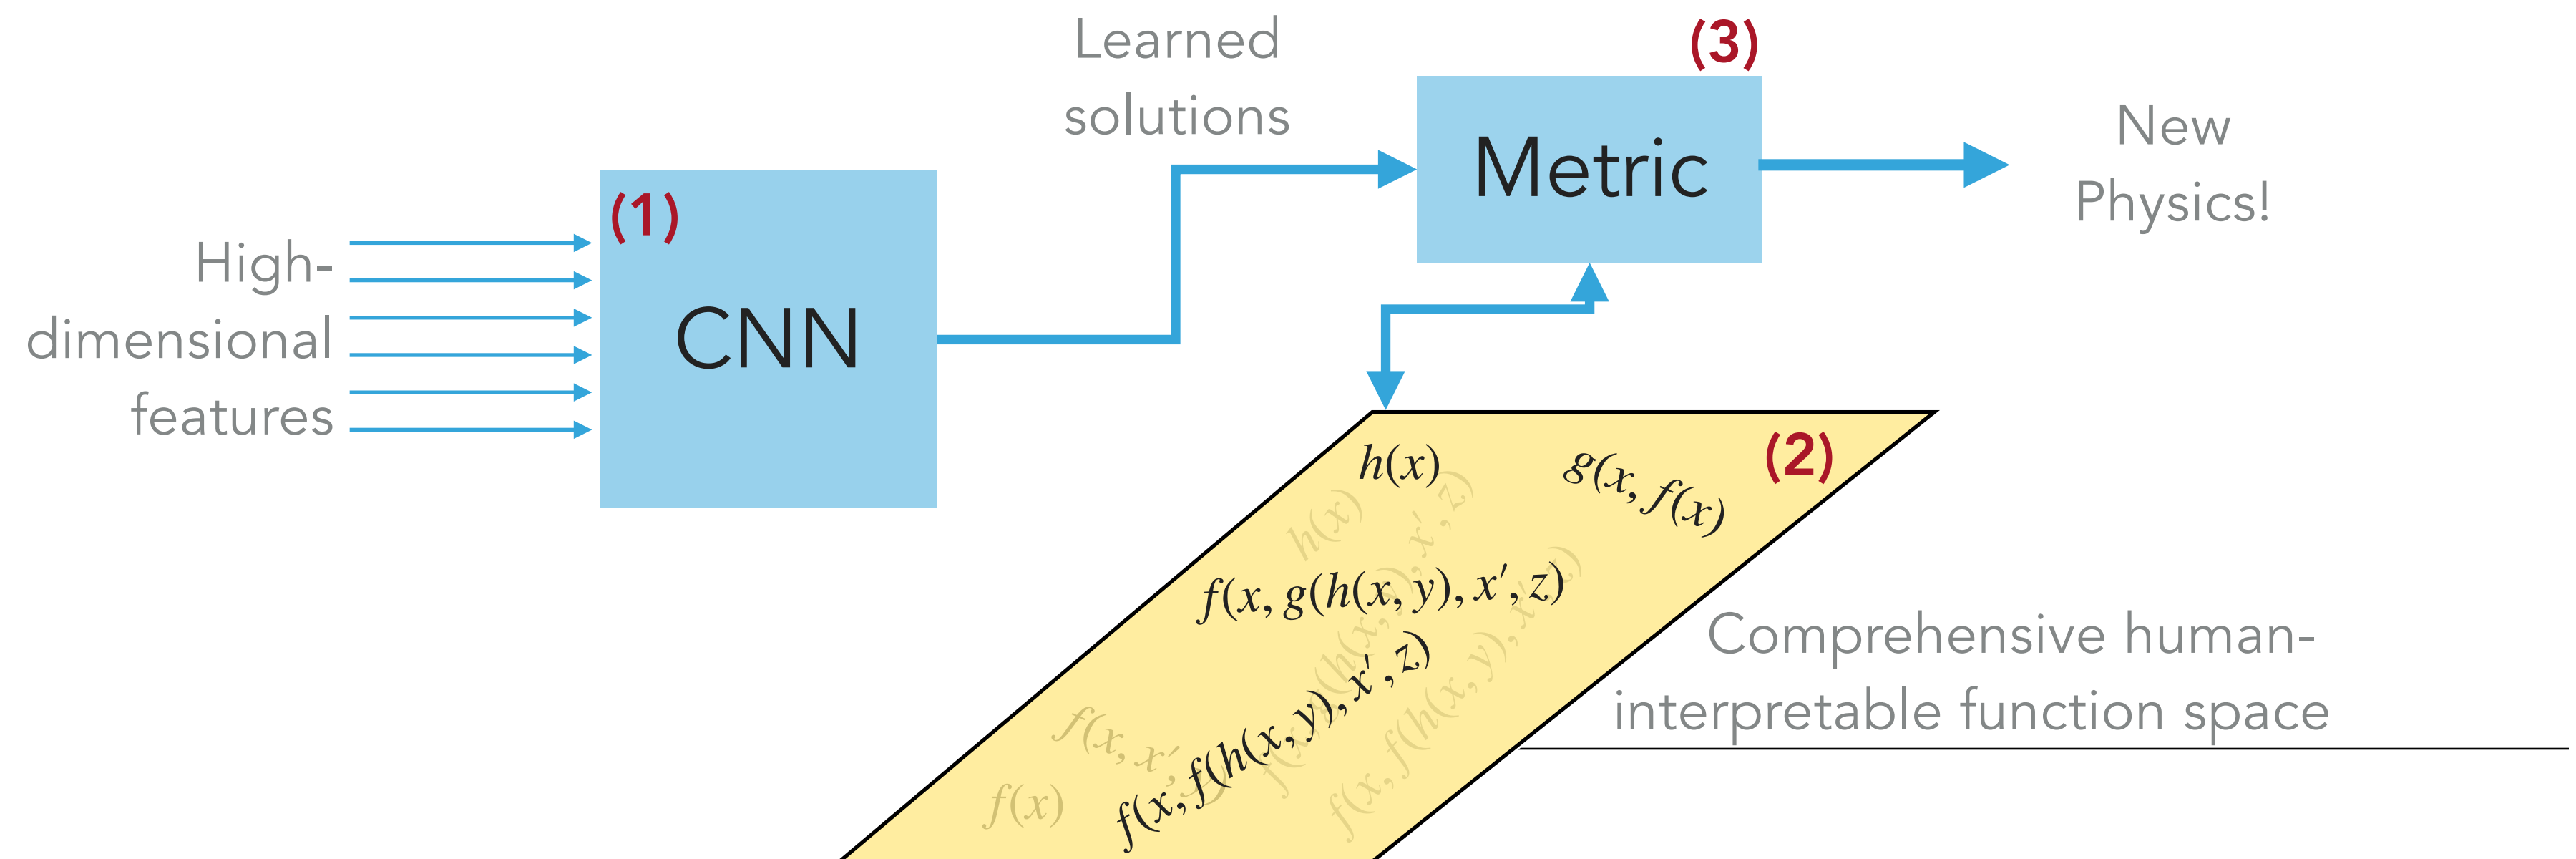 Learned
solutions
(3)
Metric
New
Physics!
(1)
High-
dimensional
features
CNN
h(x)
g(x, f(x)
(2)
h(x)
f(x, g(h(x, y), x′, z)
f(x, f(h(x, y), x′, z)
f(x, f(h(x, y), x′, z)
f(x, x′,
f(x)
Comprehensive human-
interpretable function space